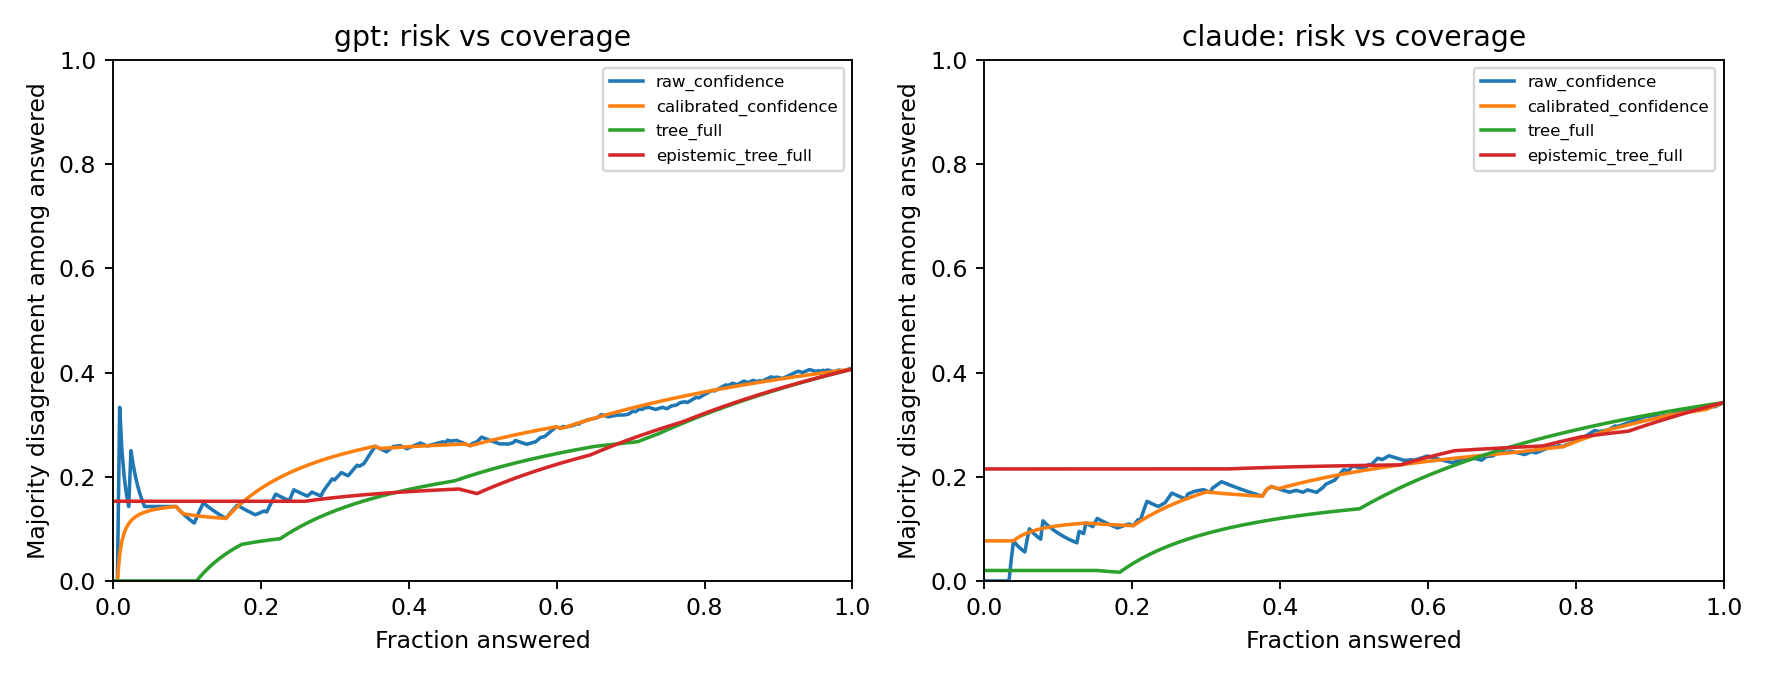 gpt: risk vs coverage
Majority disagreement among answered
1.0
0.8
0.6
0.4
0.2
0.0
raw_confidence
calibrated_confidence
tree_full
epistemic_tree_full
0.0 0.2 0.4 0.6 0.8 1.0
Fraction answered
claude: risk vs coverage
Majority disagreement among answered
1.0
0.8
0.6
0.4
0.2
0.0
raw_confidence
calibrated_confidence
tree_full
epistemic_tree_full
0.0 0.2 0.4 0.6 0.8 1.0
Fraction answered